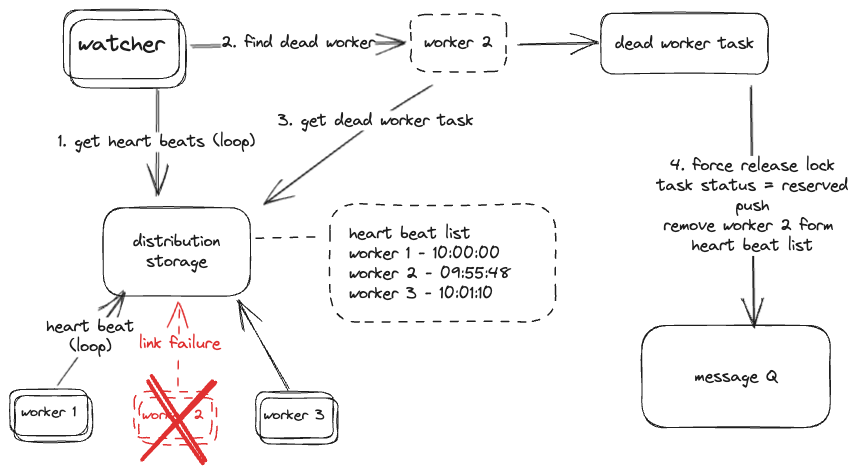 watcher
2. find dead worker
worker 2
dead worker task
3. get dead worker task
1. get heart beats (loop)
4. force release lock
task status = reserved
push
remove worker 2 form
heart beat list
distribution
storage
heart beat list
worker 1 - 10:00:00
worker 2 - 09:55:48
worker 3 - 10:01:10
heart beat
(loop)
link failure
message Q
worker 1
worker 2
worker 3